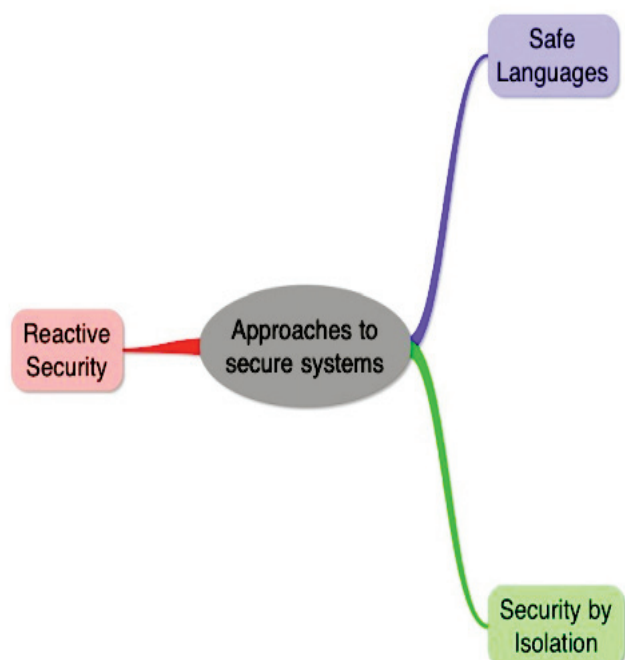 Safe
Languages
Reactive
Security
Approaches to
secure systems
Security by
Isolation